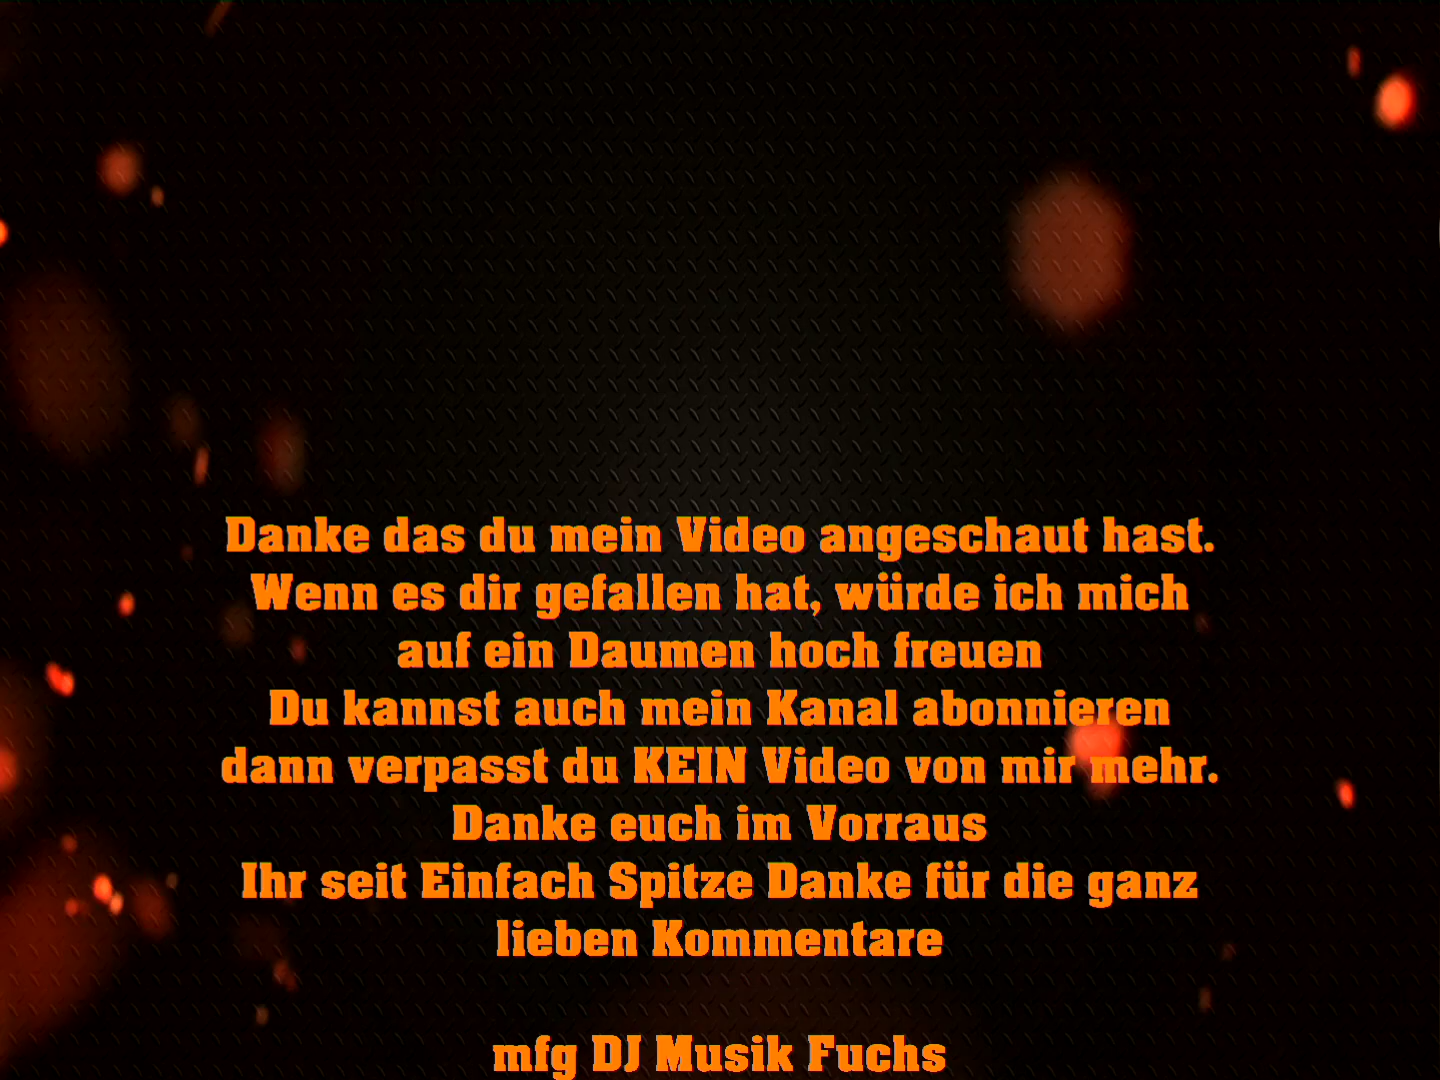 Danke das du mein Video angeschaut hast.
Wenn es dir gefallen hat, würde ich mich
auf ein Daumen hoch freuen
Du kannst auch mein Kanal abonnieren
dann verpasst du KEIN Video von mir mehr.
Danke euch im Vorraus
Ihr seit Einfach Spitze Danke für die ganz
lieben Kommentare
mfg DJ Musik Fuchs